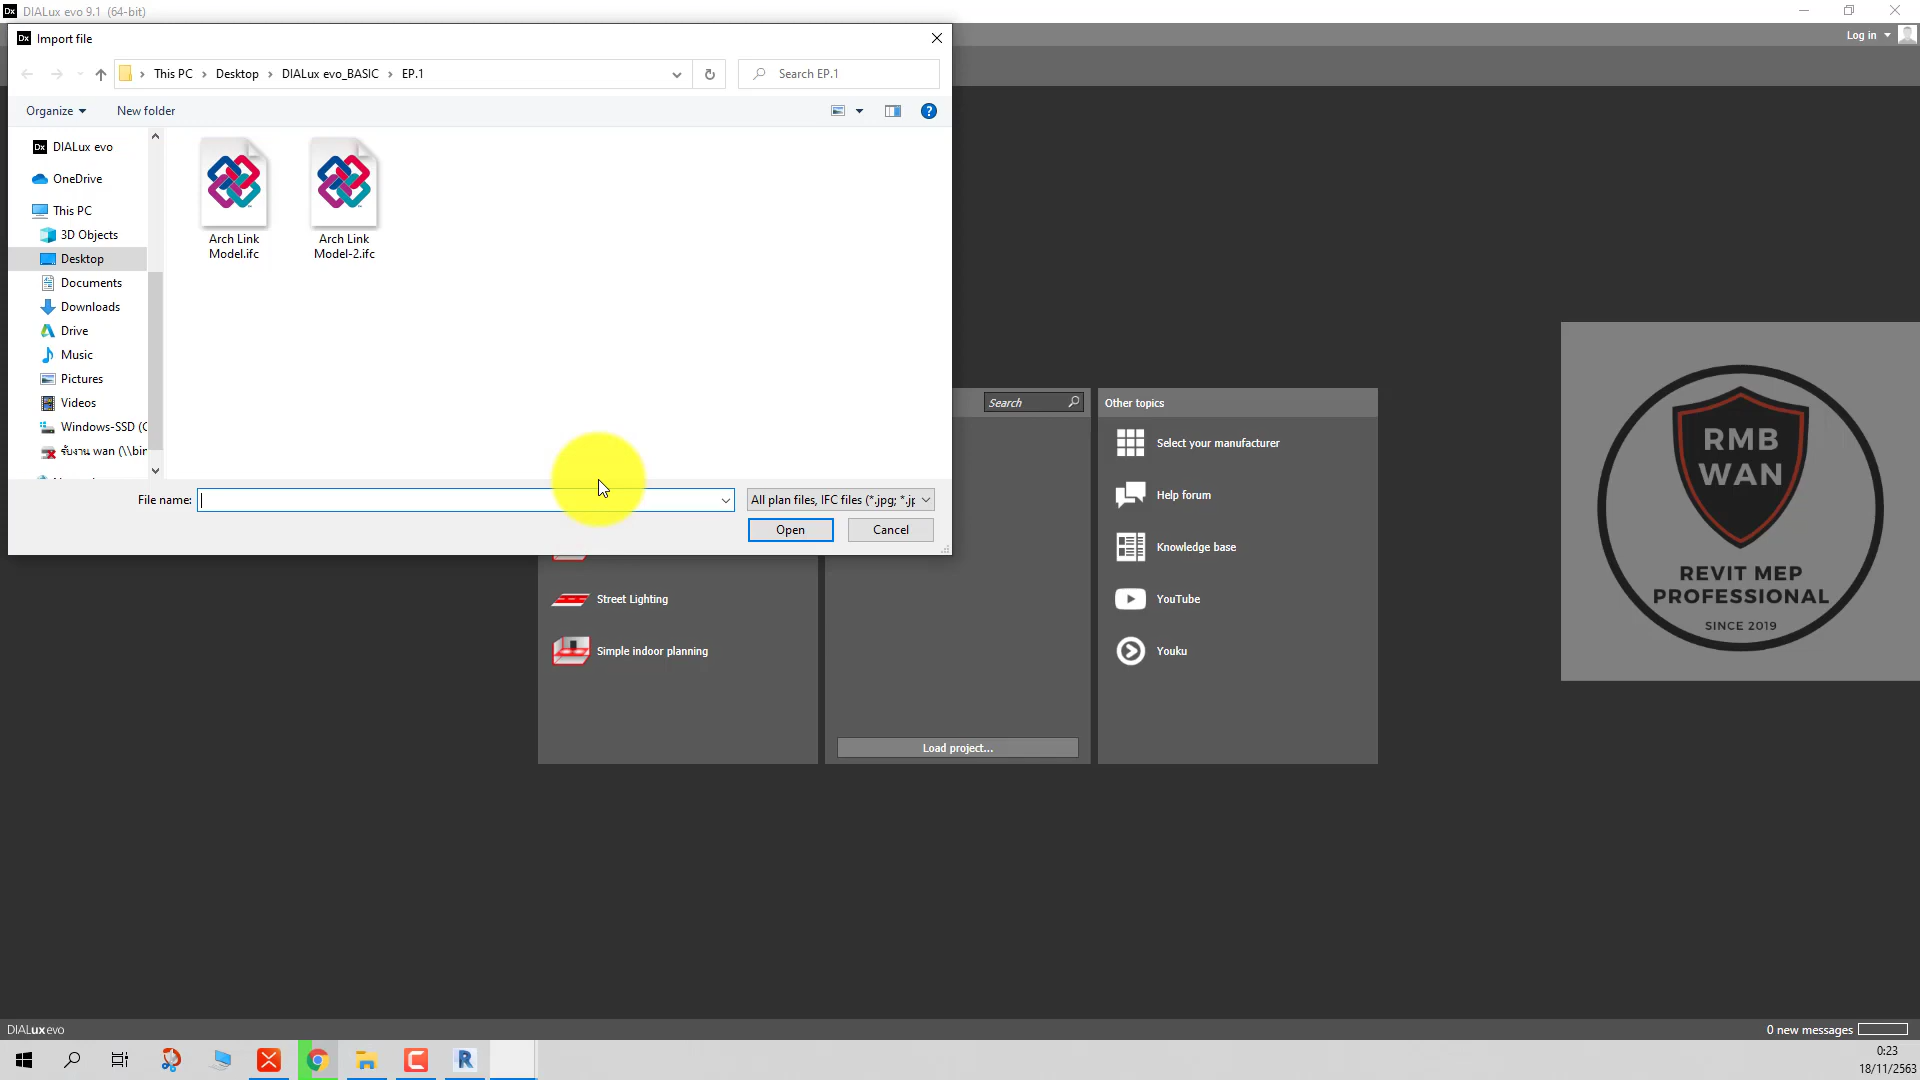 DIALux evo 9.1 (64-bit)
Import file
Log in
This PC
Desktop
DIALux evo_BASIC
EP.1
Search EP.1
Organize
New folder
DIALux evo
OneDrive
This PC
3D Objects
Desktop
Documents
Downloads
Drive
Music
Pictures
Videos
Windows-SSD (C
รับงาน wan (\\bin
Arch Link
Model.ifc
Arch Link
Model-2.ifc
File name:
All plan files, IFC files (*.jpg; *.jp
Open
Cancel
Search
Other topics
Select your manufacturer
Help forum
Knowledge base
YouTube
Youku
Street Lighting
Simple indoor planning
Load project...
RMB
WAN
REVIT MEP
PROFESSIONAL
SINCE 2019
DIALux evo
0 new messages
0:23
18/11/2563